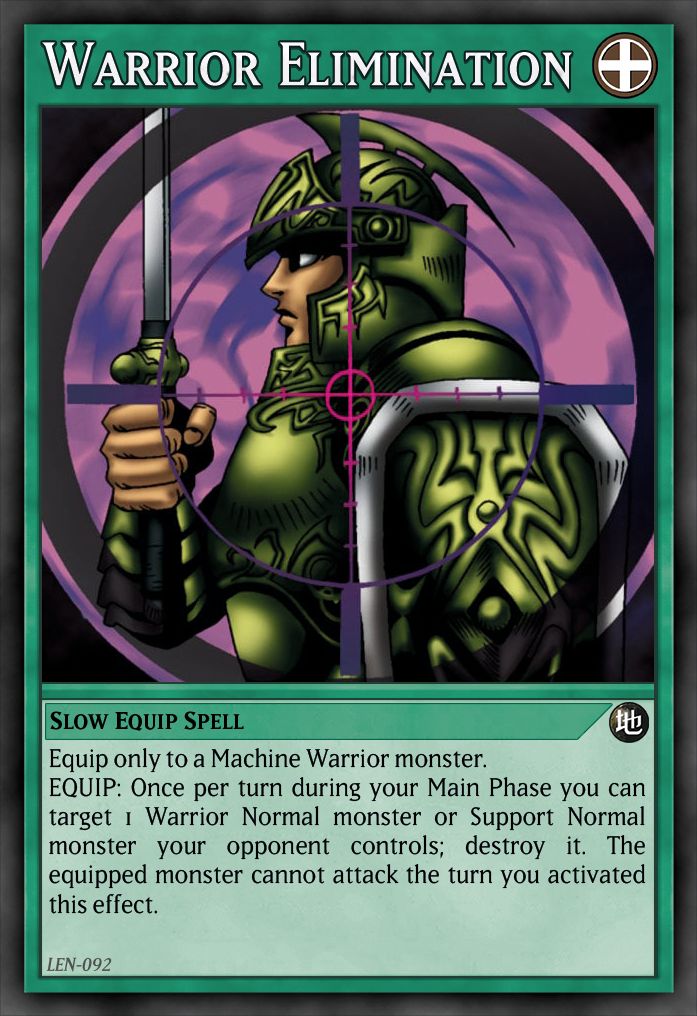 WARRIOR ELIMINATION
SLOW EQUIP SPELL
Equip only to a Machine Warrior monster.
EQUIP: Once per turn during your Main Phase you can
target 1 Warrior Normal monster or Support Normal
monster your opponent controls; destroy it. The
equipped monster cannot attack the turn you activated
this effect.
LEN-092